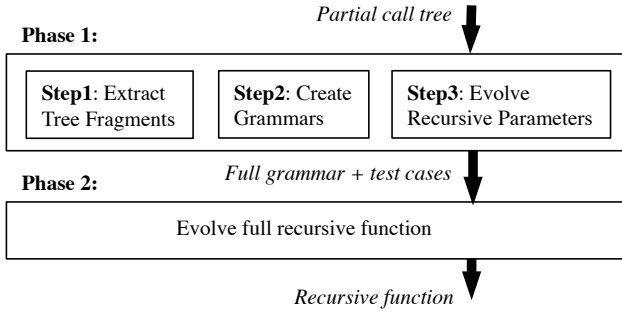 Partial call tree
Phase 1:
Step1: Extract
Tree Fragments
Step2: Create
Grammars
Step3: Evolve
Recursive Parameters
Full grammar + test cases
Phase 2:
Evolve full recursive function
Recursive function